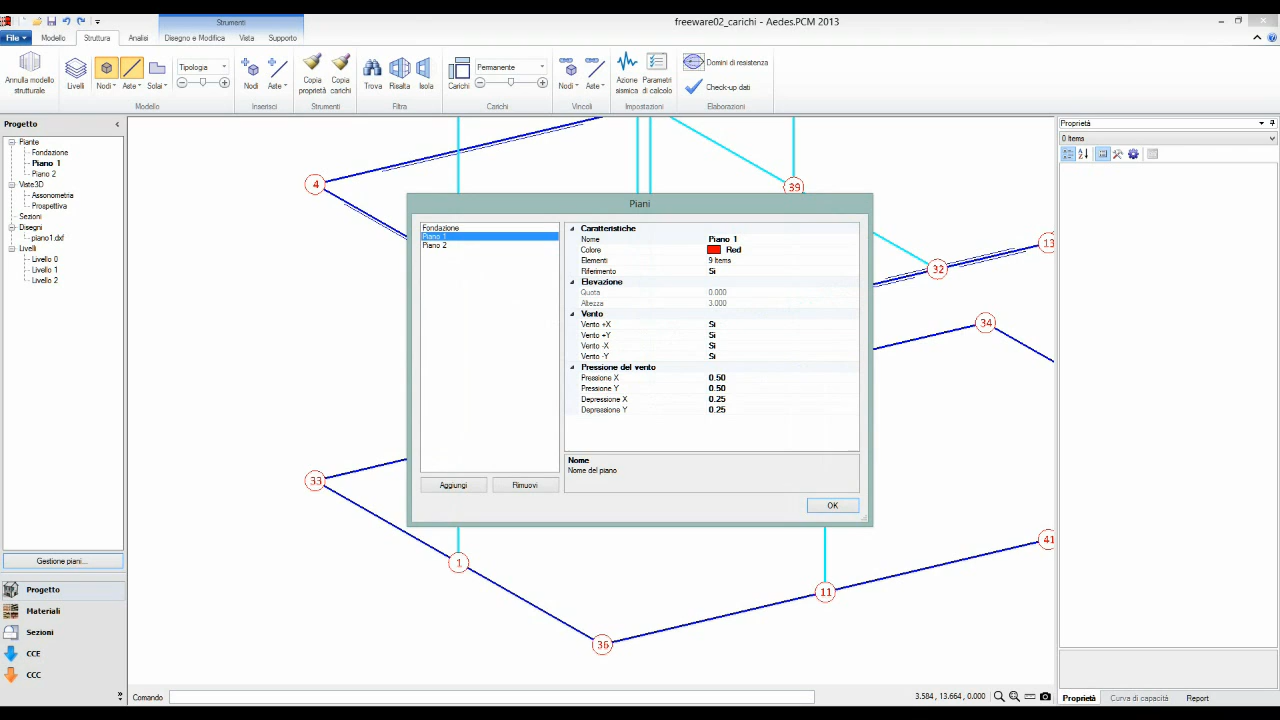 Strumenti
freeware02_carichi - Aedes.PCM 2013
File
Modello
Struttura
Analisi
Disegno e Modifica
Vista
Supporto
Annulla modello strutturale
Livelli
Nodi
Aste
Solai
Tipologia
Modello
Nodi
Aste
Inserisci
Copia proprietà
Copia carichi
Strumenti
Trova
Risalta
Isola
Filtra
Carichi
Permanente
Carichi
Nodi
Aste
Vincoli
Azione sismica
Parametri di calcolo
Impostazioni
Domini di resistenza
Check-up dati
Elaborazioni
Progetto
Piante
Fondazione
Piano 1
Piano 2
Viste3D
Assonometria
Prospettiva
Sezioni
Disegni
piano1.dxf
Livelli
Livello 0
Livello 1
Livello 2
Gestione piani...
Progetto
Materiali
Sezioni
CCE
CCC
4
39
13
32
34
33
1
11
41
36
Piani
Fondazione
Piano 1
Piano 2
Aggiungi
Rimuovi
Caratteristiche
Nome Piano 1
Colore Red
Elementi 9 Items
Riferimento Si
Elevazione
Quota 0.000
Altezza 3.000
Vento
Vento +X Si
Vento +Y Si
Vento -X Si
Vento -Y Si
Pressione del vento
Pressione X 0.50
Pressione Y 0.50
Depressione X 0.25
Depressione Y 0.25
Nome
Nome del piano
OK
Proprietà
0 Items
Comando
3.584 , 13.664 , 0.000
Proprietà
Curva di capacità
Report